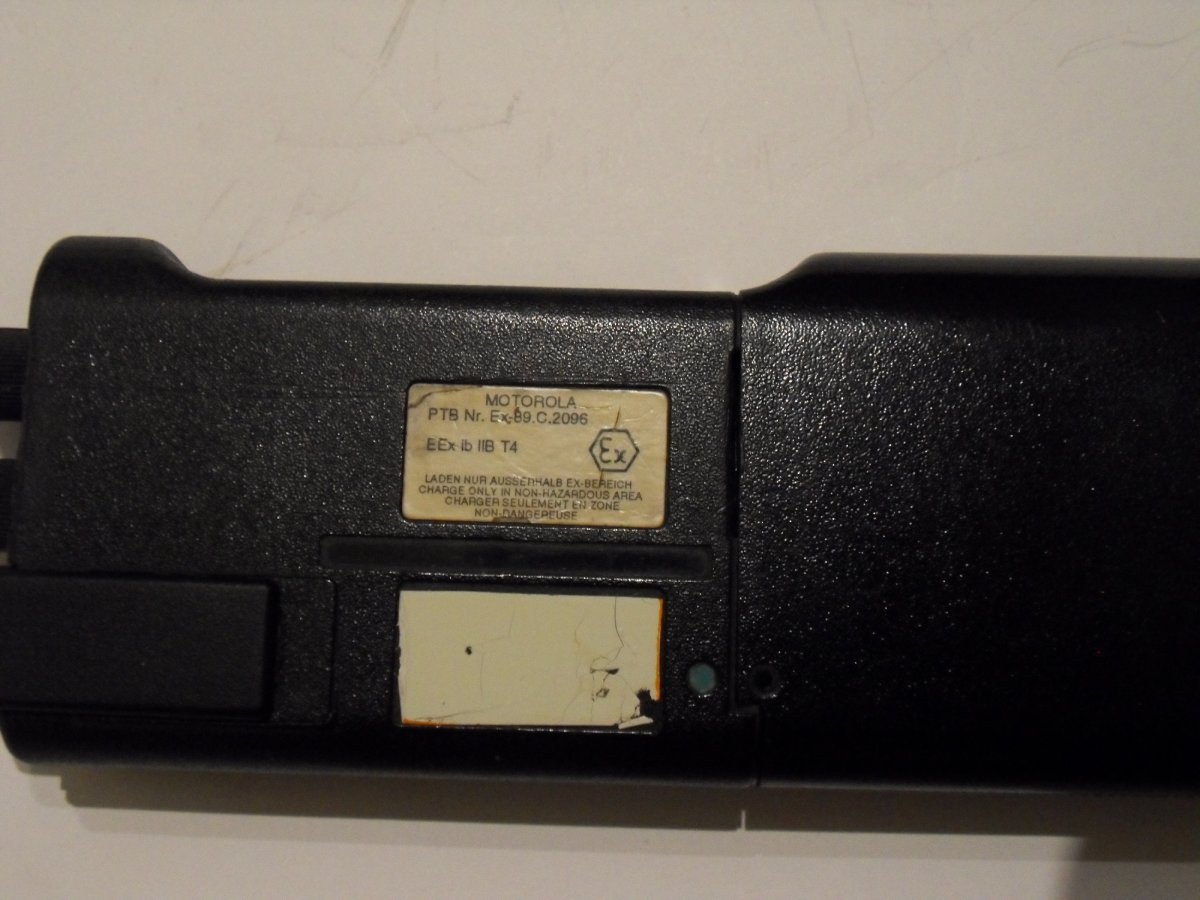 MOTOROLA
PTB Nr. Ex-89.C.2096
EEx ib IIB T4
Ex
LADEN NUR AUSSERHALB EX-BEREICH
CHARGE ONLY IN NON-HAZARDOUS AREA
CHARGER SEULEMENT EN ZONE
NON-DANGEREUSE